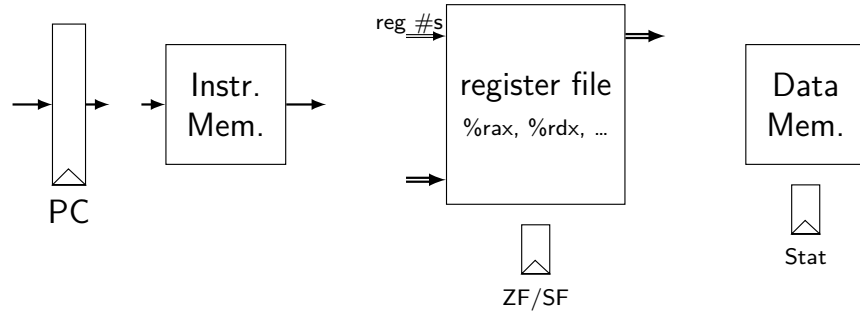 reg #s
Instr.
Mem.
register file
%rax, %rdx, ...
Data
Mem.
PC
Stat
ZF/SF